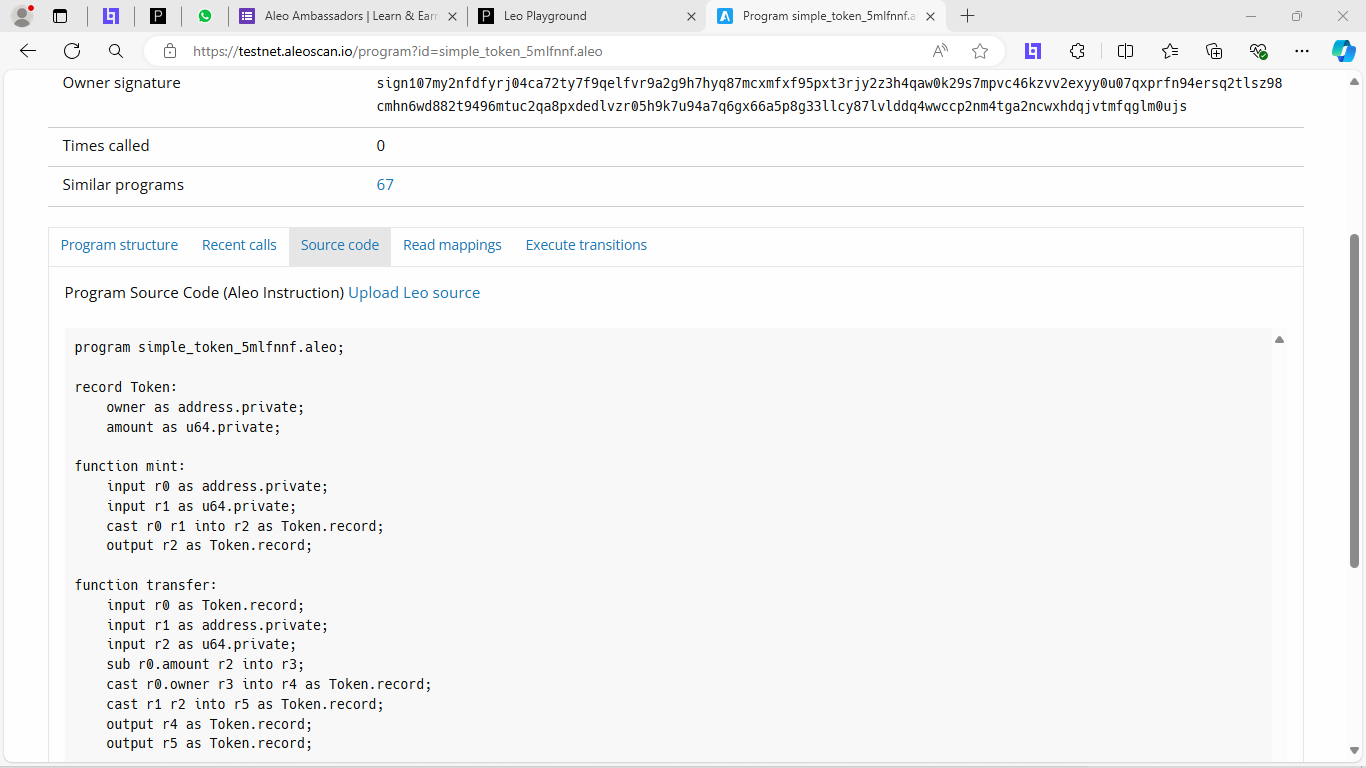 Aleo Ambassadors | Learn & Earn
Leo Playground
Program simple_token_5mlfnnf.a
https://testnet.aleoscan.io/program?id=simple_token_5mlfnnf.aleo
Owner signature
sign107my2nfdfyrj04ca72ty7f9qelfvr9a2g9h7hyq87mcxmfxf95pxt3rjy2z3h4qaw0k29s7mpvc46kzvv2exyy0u07qxprfn94ersq2tlsz98
cmhn6wd882t9496mtuc2qa8pxdedlvzr05h9k7u94a7q6gx66a5p8g33llcy87lvlddq4wwccp2nm4tga2ncwxhdqjvtmfqglm0ujs
Times called 0
Similar programs 67
Program structure Recent calls Source code Read mappings Execute transitions
Program Source Code (Aleo Instruction) Upload Leo source
program simple_token_5mlfnnf.aleo;
record Token:
owner as address.private;
amount as u64.private;
function mint:
input r0 as address.private;
input r1 as u64.private;
cast r0 r1 into r2 as Token.record;
output r2 as Token.record;
function transfer:
input r0 as Token.record;
input r1 as address.private;
input r2 as u64.private;
sub r0.amount r2 into r3;
cast r0.owner r3 into r4 as Token.record;
cast r1 r2 into r5 as Token.record;
output r4 as Token.record;
output r5 as Token.record;